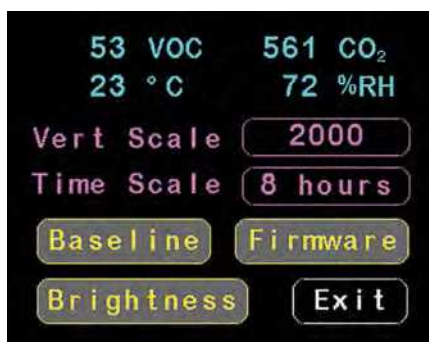 53 VOC 561 CO₂
23 °C 72 %RH
Vert Scale 2000
Time Scale 8 hours
Baseline Firmware
Brightness Exit